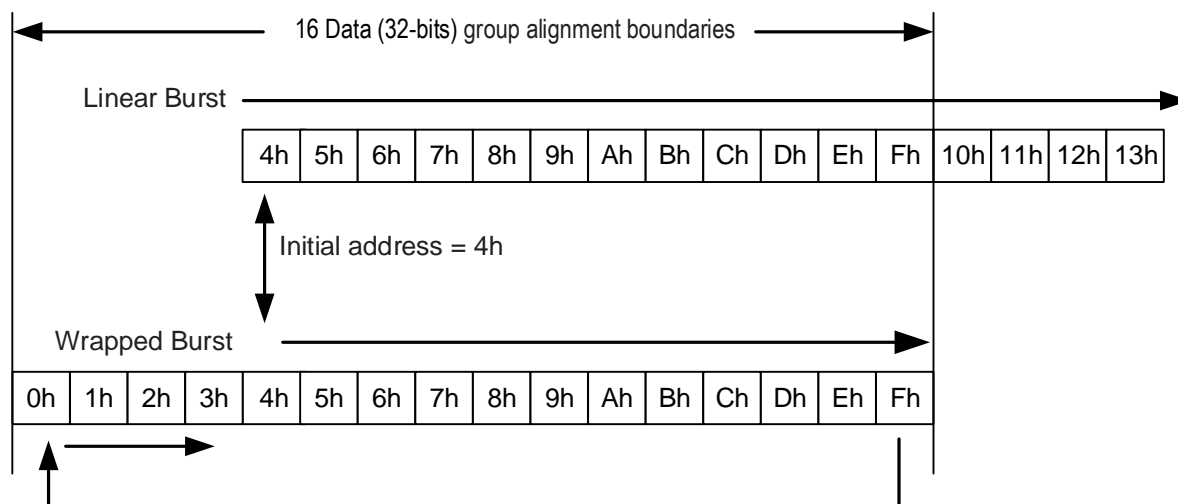 16 Data (32-bits) group alignment boundaries
Linear Burst
4h 5h 6h 7h 8h 9h Ah Bh Ch Dh Eh Fh 10h 11h 12h 13h
Initial address = 4h
Wrapped Burst
0h 1h 2h 3h 4h 5h 6h 7h 8h 9h Ah Bh Ch Dh Eh Fh